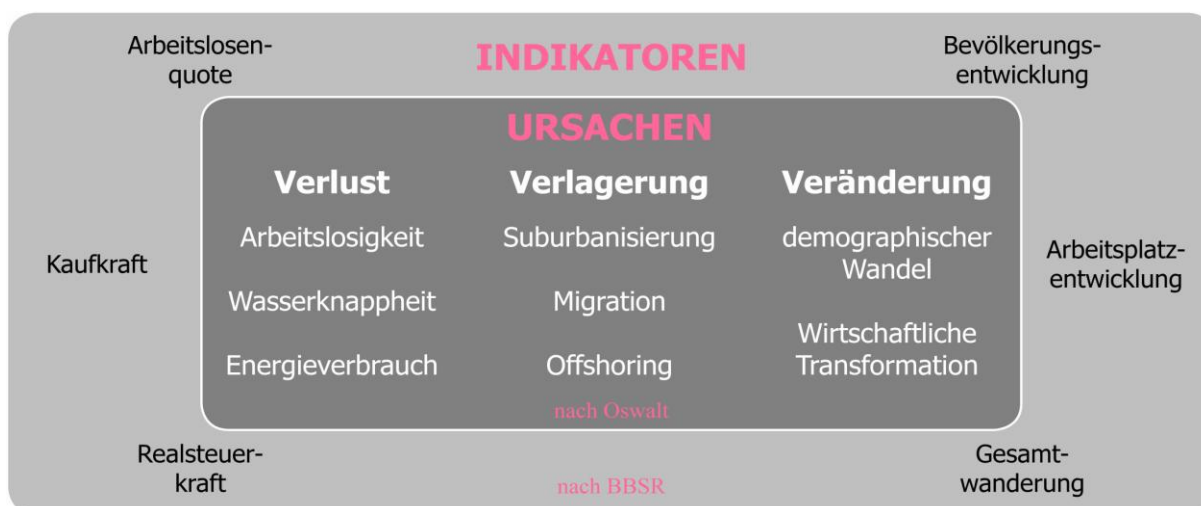 Arbeitslosen-
quote
INDIKATOREN
Bevölkerungs-
entwicklung
URSACHEN
Verlust
Verlagerung
Veränderung
Arbeitslosigkeit
Suburbanisierung
demographischer
Wandel
Kaufkraft
Arbeitsplatz-
entwicklung
Wasserknappheit
Migration
Wirtschaftliche
Transformation
Energieverbrauch
Offshoring
nach Oswalt
Realsteuer-
kraft
nach BBSR
Gesamt-
wanderung